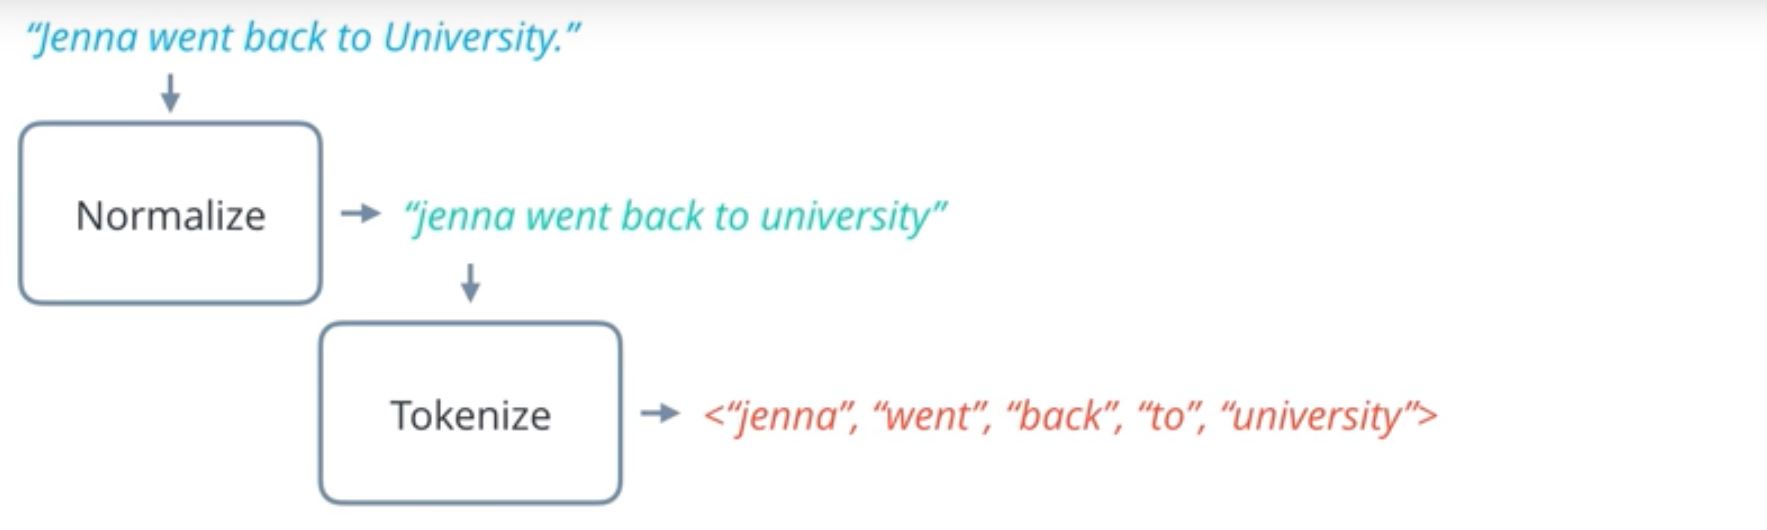 “Jenna went back to University.”
Normalize
“jenna went back to university”
Tokenize
<“jenna”, “went”, “back”, “to”, “university”>